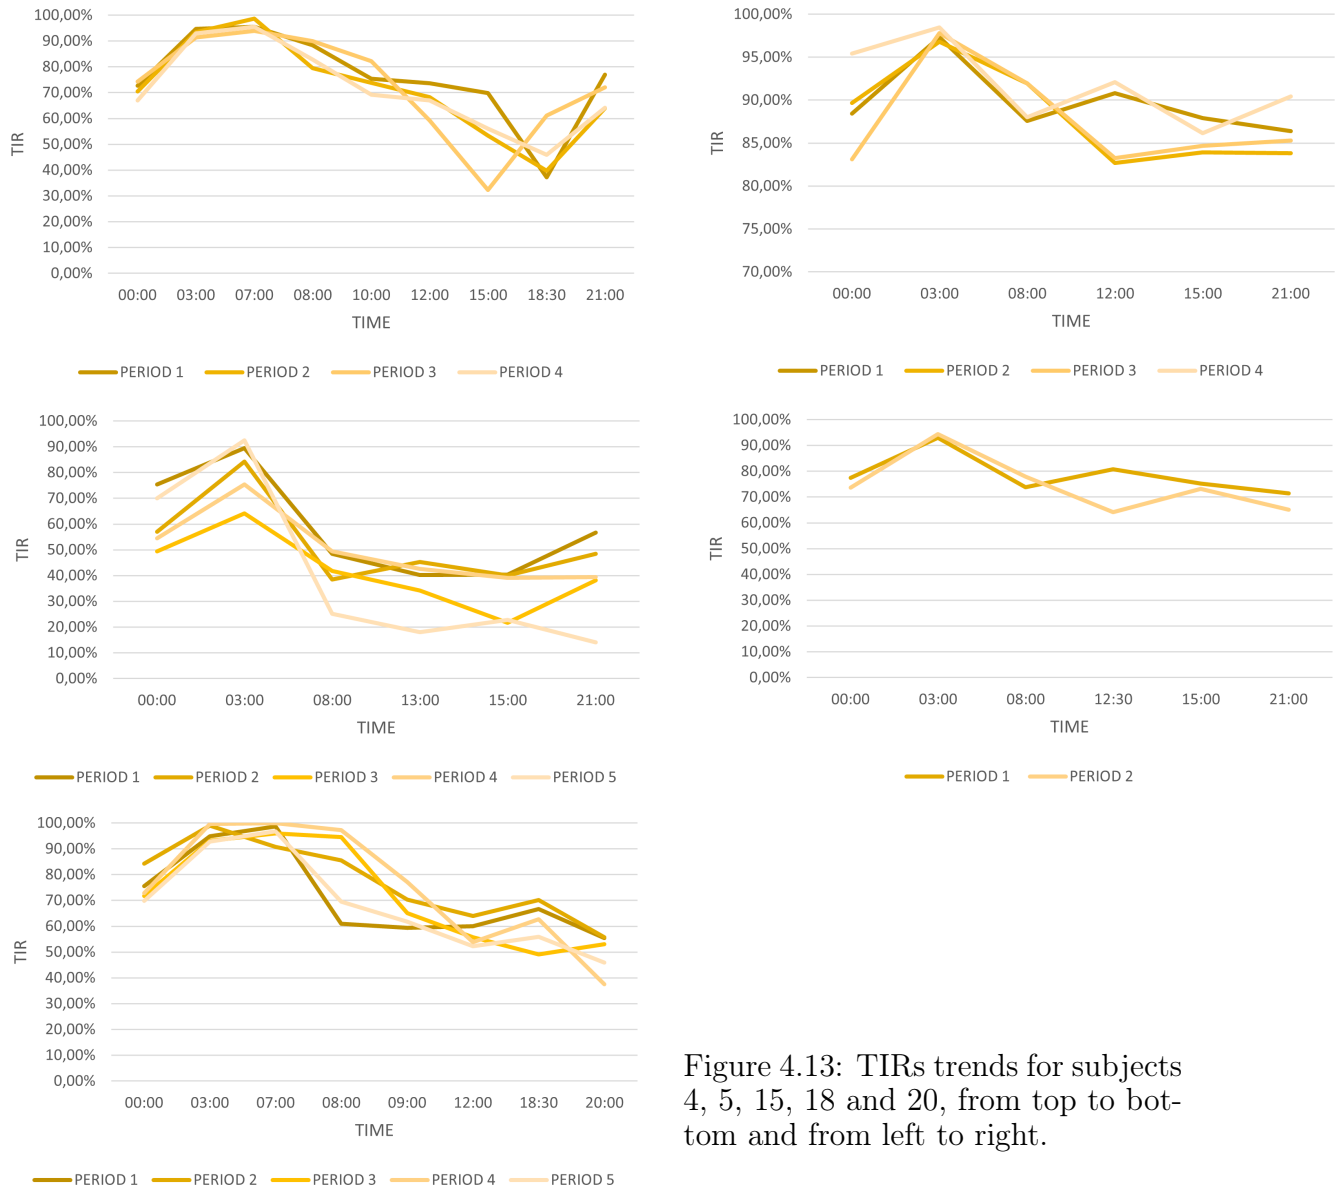 100,00%
90,00%
80,00%
70,00%
60,00%
50,00%
40,00%
30,00%
20,00%
10,00%
0,00%
TIR
00:00 03:00 07:00 08:00 10:00 12:00 15:00 18:30 21:00
TIME
PERIOD 1 PERIOD 2 PERIOD 3 PERIOD 4
100,00%
95,00%
90,00%
85,00%
80,00%
75,00%
70,00%
TIR
00:00 03:00 08:00 12:00 15:00 21:00
TIME
PERIOD 1 PERIOD 2 PERIOD 3 PERIOD 4
100,00%
90,00%
80,00%
70,00%
60,00%
50,00%
40,00%
30,00%
20,00%
10,00%
0,00%
TIR
00:00 03:00 08:00 13:00 15:00 21:00
TIME
PERIOD 1 PERIOD 2 PERIOD 3 PERIOD 4 PERIOD 5
100,00%
90,00%
80,00%
70,00%
60,00%
50,00%
40,00%
30,00%
20,00%
10,00%
0,00%
TIR
00:00 03:00 08:00 12:30 15:00 21:00
TIME
PERIOD 1 PERIOD 2
100,00%
90,00%
80,00%
70,00%
60,00%
50,00%
40,00%
30,00%
20,00%
10,00%
0,00%
TIR
00:00 03:00 07:00 08:00 09:00 12:00 18:30 20:00
TIME
PERIOD 1 PERIOD 2 PERIOD 3 PERIOD 4 PERIOD 5
Figure 4.13: TIRs trends for subjects
4, 5, 15, 18 and 20, from top to bot-
tom and from left to right.